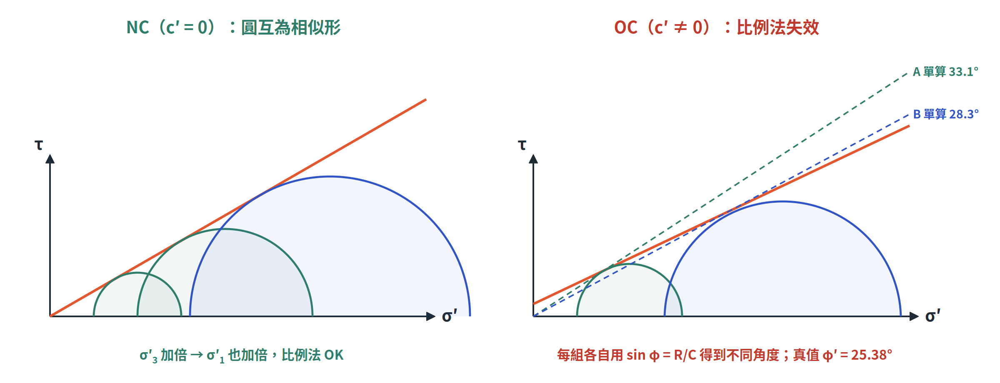 NC（c′ = 0）：圓互為相似形
τ
σ′
σ′₃ 加倍 → σ′₁ 也加倍，比例法 OK
OC（c′ ≠ 0）：比例法失效
A 單算 33.1°
B 單算 28.3°
τ
σ′
每組各自用 sin ϕ = R/C 得到不同角度；真值 ϕ′ = 25.38°